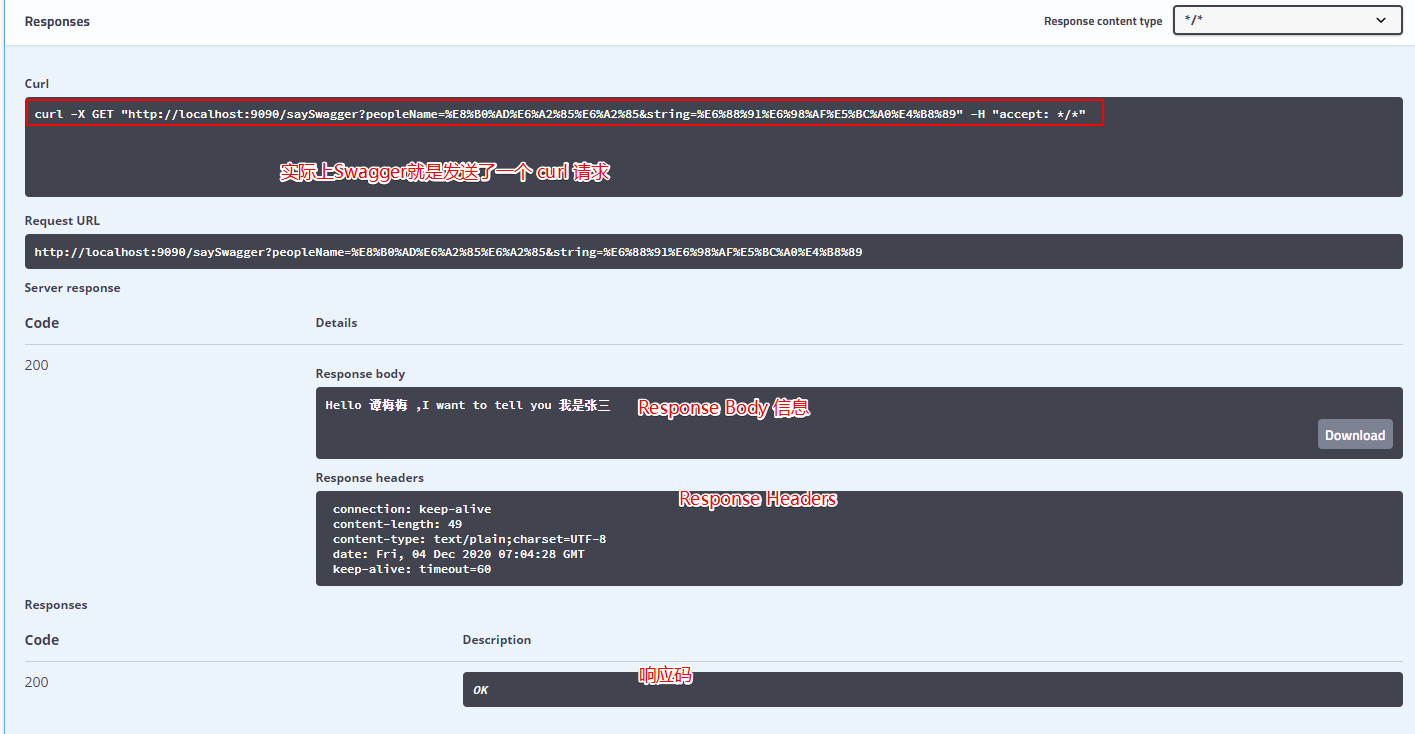 Responses
Response content type */*
Curl
curl -X GET "http://localhost:9090/saySwagger?peopleName=%E8%B0%AD%E6%A2%85%E6%A2%85&string=%E6%88%91%E6%98%AF%E5%BC%A0%E4%B8%89" -H "accept: */*"
实际上Swagger就是发送了一个 curl 请求
Request URL
http://localhost:9090/saySwagger?peopleName=%E8%B0%AD%E6%A2%85%E6%A2%85&string=%E6%88%91%E6%98%AF%E5%BC%A0%E4%B8%89
Server response
Code Details
200
Response body
Hello 谭梅梅 ,I want to tell you 我是张三
Response Body 信息
Download
Response headers
Response Headers
connection: keep-alive
content-length: 49
content-type: text/plain;charset=UTF-8
date: Fri, 04 Dec 2020 07:04:28 GMT
keep-alive: timeout=60
Responses
Code Description
200
响应码
OK